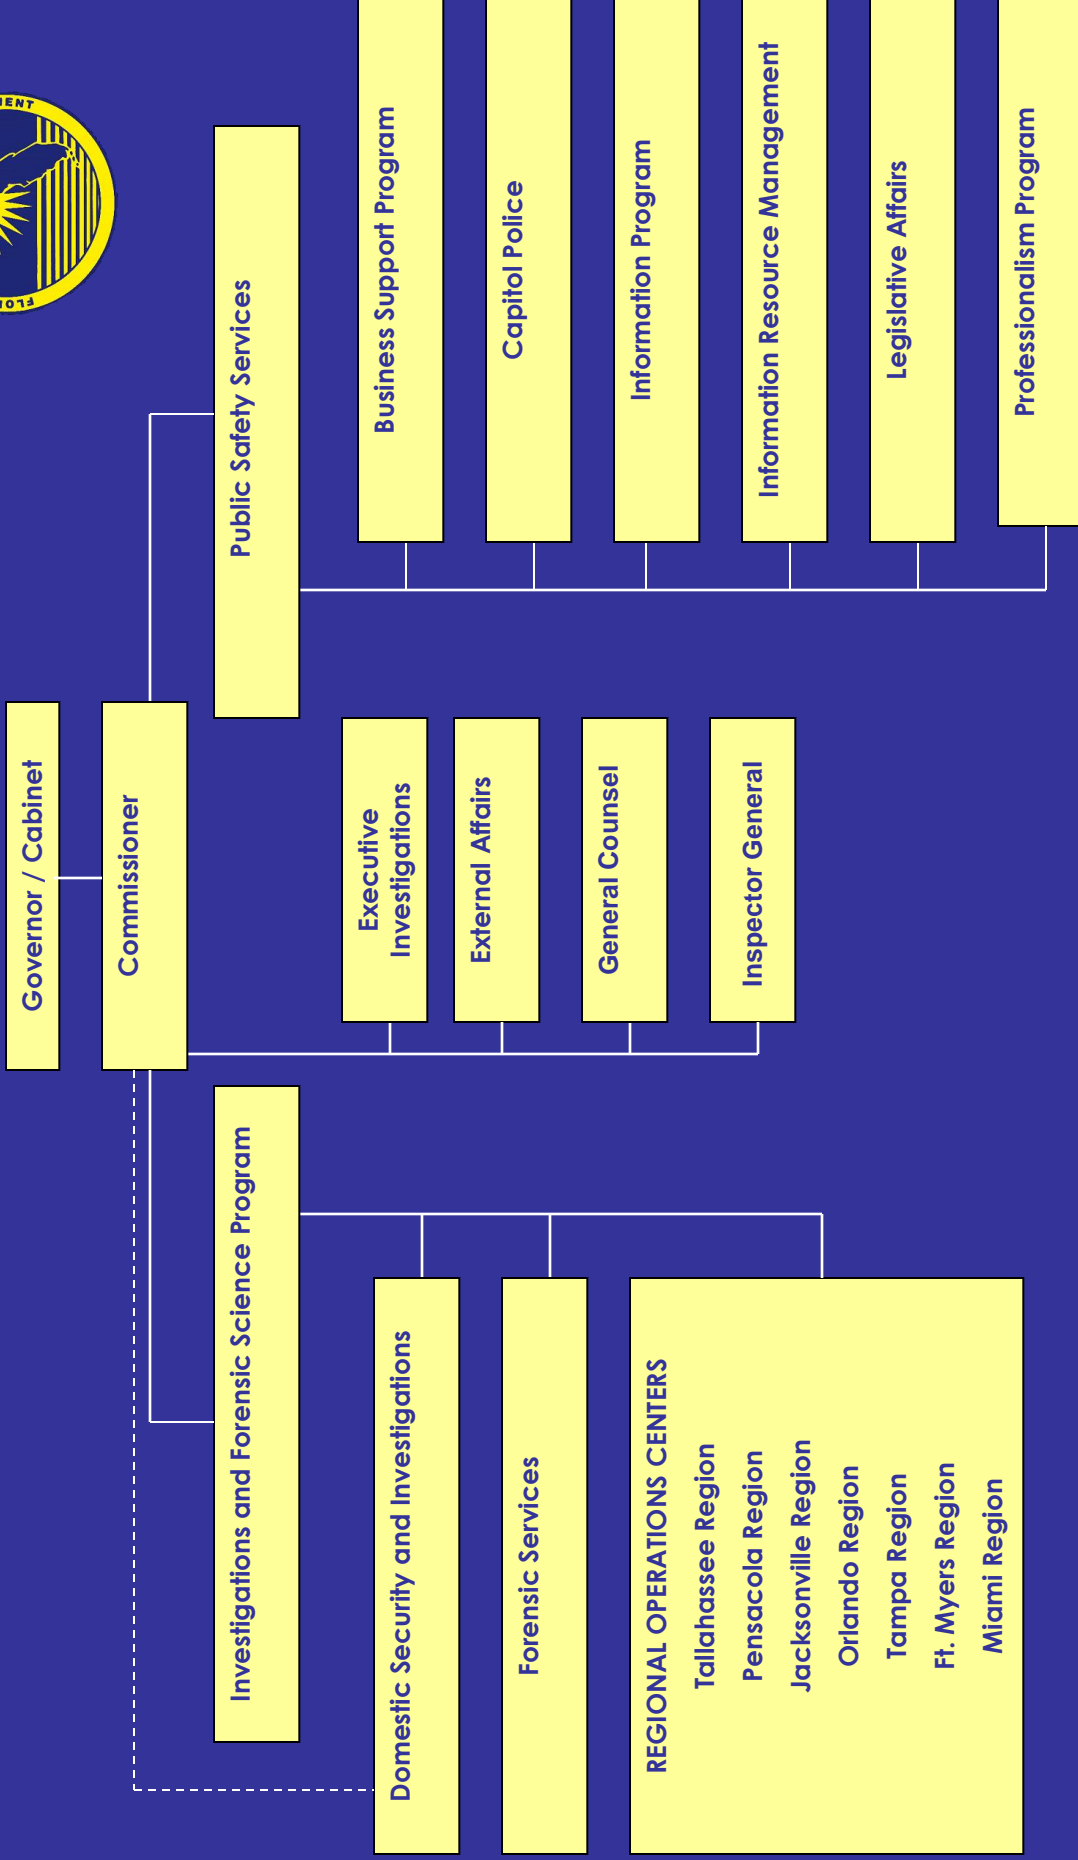 MENT
FLO
Governor / Cabinet
Commissioner
Investigations and Forensic Science Program
Public Safety Services
Domestic Security and Investigations
Forensic Services
REGIONAL OPERATIONS CENTERS
Tallahassee Region
Pensacola Region
Jacksonville Region
Orlando Region
Tampa Region
Ft. Myers Region
Miami Region
Executive
Investigations
External Affairs
General Counsel
Inspector General
Business Support Program
Capitol Police
Information Program
Information Resource Management
Legislative Affairs
Professionalism Program